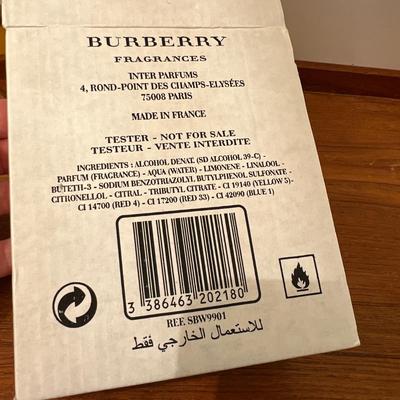 BURBERRY
FRAGRANCES
INTER PARFUMS
4, ROND-POINT DES CHAMPS-ELYSÉES
75008 PARIS
MADE IN FRANCE
TESTER - NOT FOR SALE
TESTEUR - VENTE INTERDITE
INGREDIENTS : ALCOHOL DENAT. (SD ALCOHOL 39-C) -
PARFUM (FRAGRANCE) - AQUA (WATER) - LIMONENE - LINALOOL -
BUTETH-3 - SODIUM BENZOTRIAZOLYL BUTYLPHENOL SULFONATE -
CITRONELLOL - CITRAL - TRIBUTYL CITRATE - CI 19140 (YELLOW 5) -
CI 14700 (RED 4) - CI 17200 (RED 33) - CI 42090 (BLUE 1)
3 386463 202180
REF. SBW9901
للاستعمال الخارجي فقط